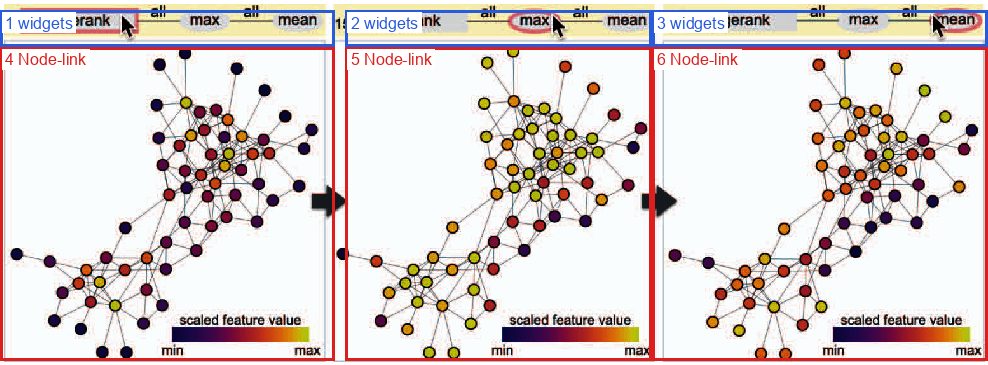 1 widgets erank all max all mean
2 widgets nk all max all mean
3 widgets erank all max all mean
4 Node-link
5 Node-link
6 Node-link
scaled feature value
min max
scaled feature value
min max
scaled feature value
min max